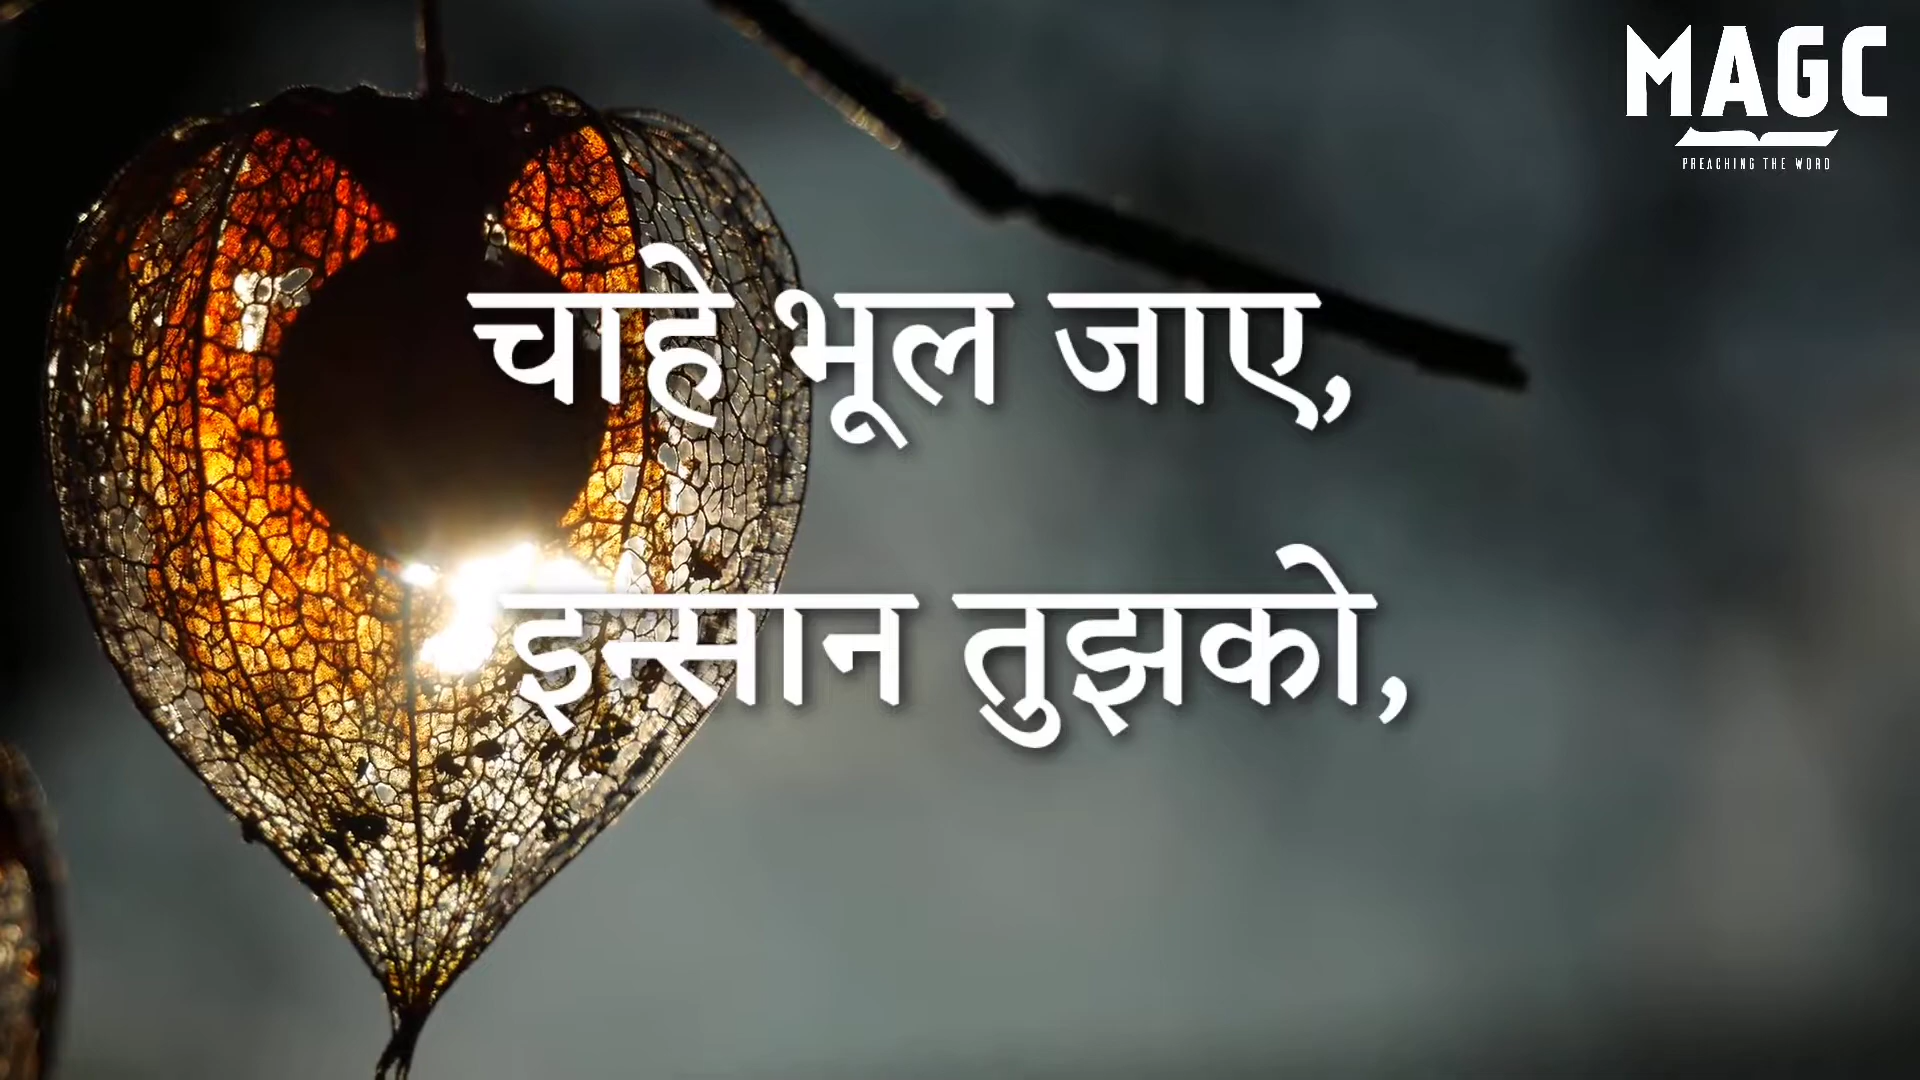 MAGC
PREACHING THE WORD
चाहे भूल जाए,
इन्सान तुझको,